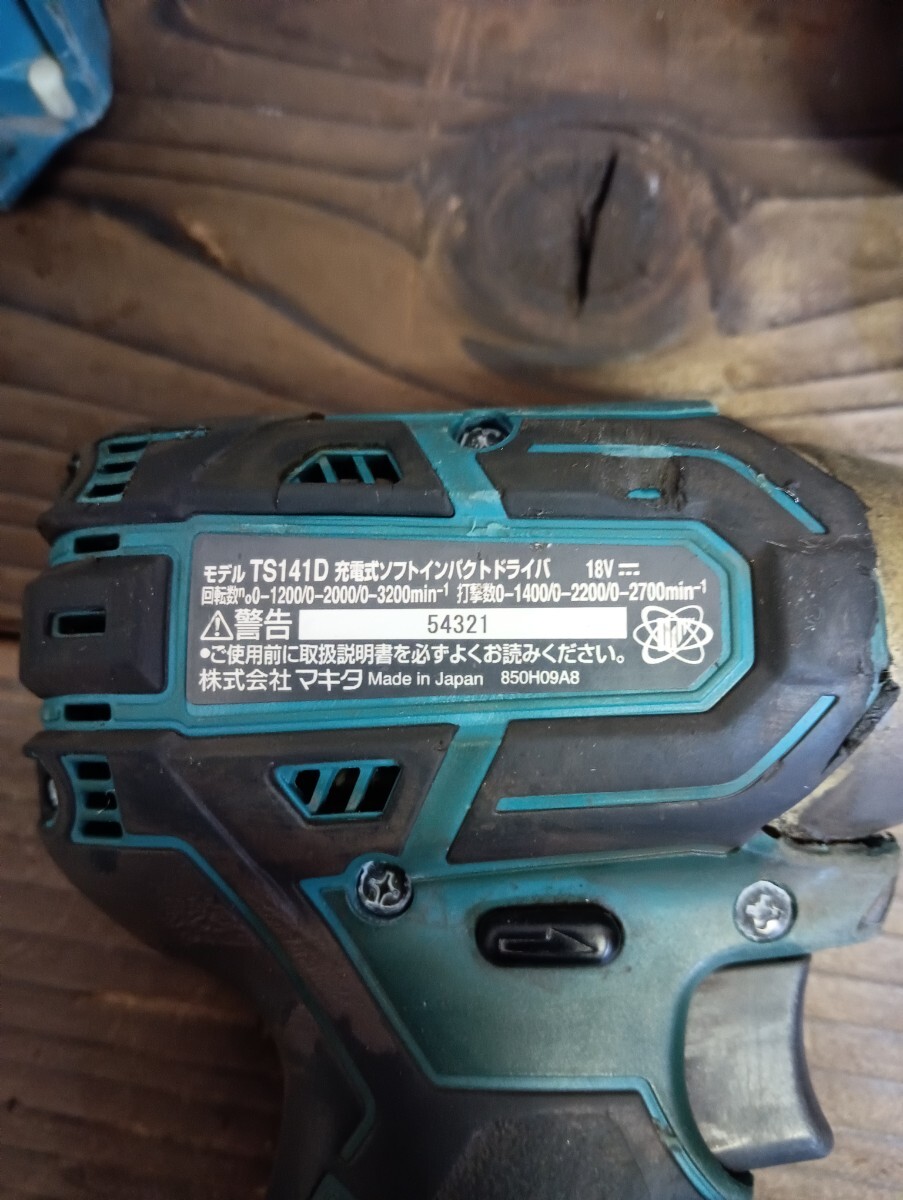 モデル TS141D 充電式ソフトインパクトドライバ 18V ⎓
回転数n₀0-1200/0-2000/0-3200min⁻¹ 打撃数0-1400/0-2200/0-2700min⁻¹
⚠警告 54321
●ご使用前に取扱説明書を必ずよくお読みください。
株式会社 マキタ Made in Japan 850H09A8